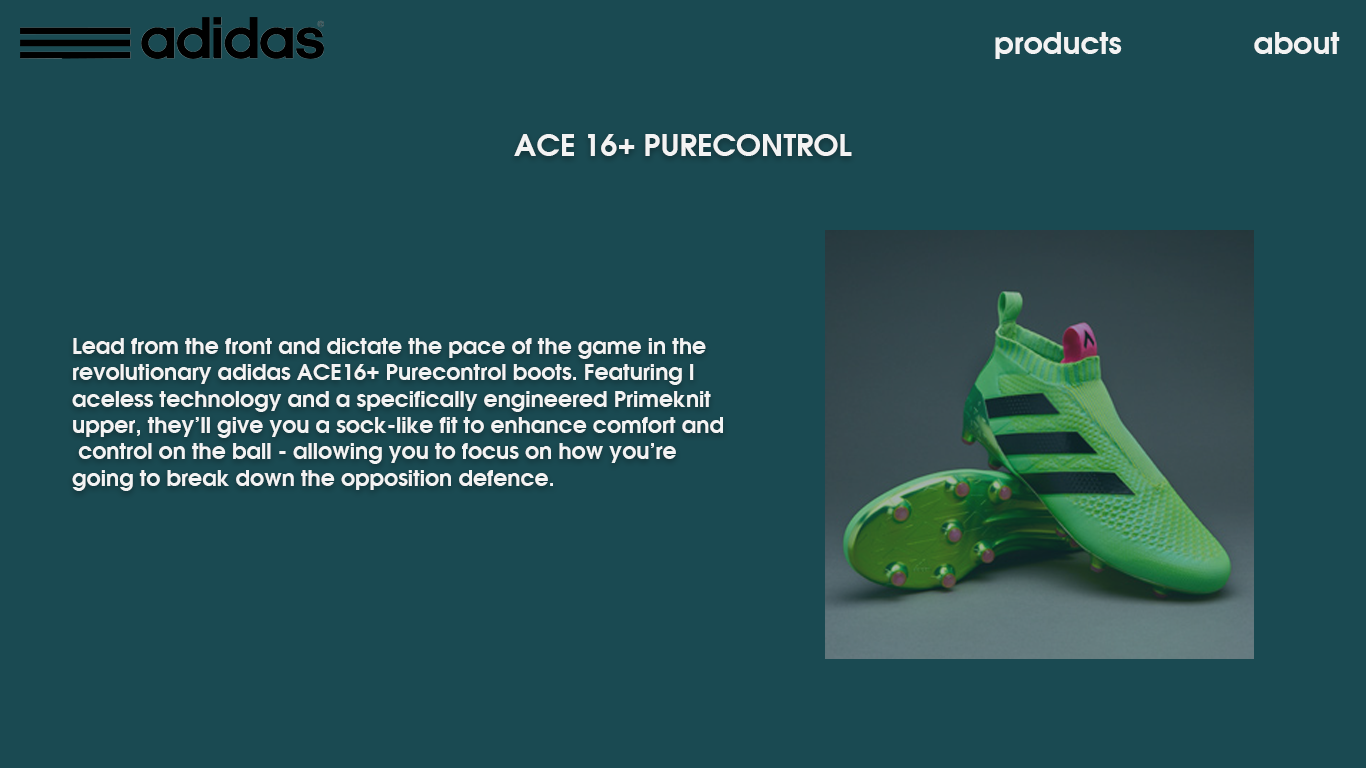 adidas®
products
about
ACE 16+ PURECONTROL
Lead from the front and dictate the pace of the game in the
revolutionary adidas ACE16+ Purecontrol boots. Featuring l
aceless technology and a specifically engineered Primeknit
upper, they’ll give you a sock-like fit to enhance comfort and
control on the ball - allowing you to focus on how you’re
going to break down the opposition defence.